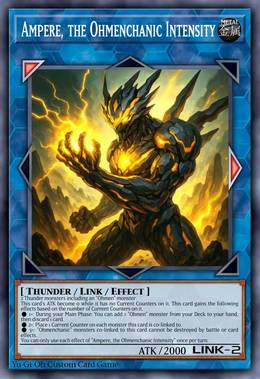 Ampere, the Ohmenchanic Intensity
METAL
[ Thunder / Link / Effect ]
2 Thunder monsters including an "Ohmen" monster
This card's ATK become 0 while it has no Current Counters on it. This card gains the following
effects based on the number of Current Counters on it.
● 1+: During your Main Phase: You can add 1 "Ohmen" monster from your Deck to your hand,
then discard 1 card.
● 2+: Place 1 Current Counter on each monster this card is co-linked to.
● 3+: "Ohmenchanic" monsters co-linked to this card cannot be destroyed by battle or card
effects.
You can only use each effect of "Ampere, the Ohmenchanic Intensity" once per turn.
ATK / 2000 LINK-2
Yu-Gi-Oh Custom Card Game